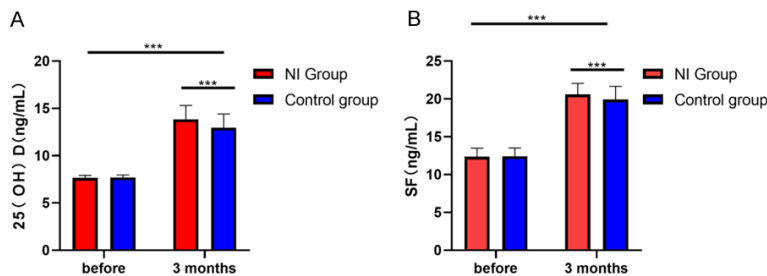 A
***
***
20
15
10
5
0
25(OH)D(ng/mL)
before
3 months
NI Group
Control group
B
***
***
25
20
15
10
5
0
SF(ng/mL)
before
3 months
NI Group
Control group